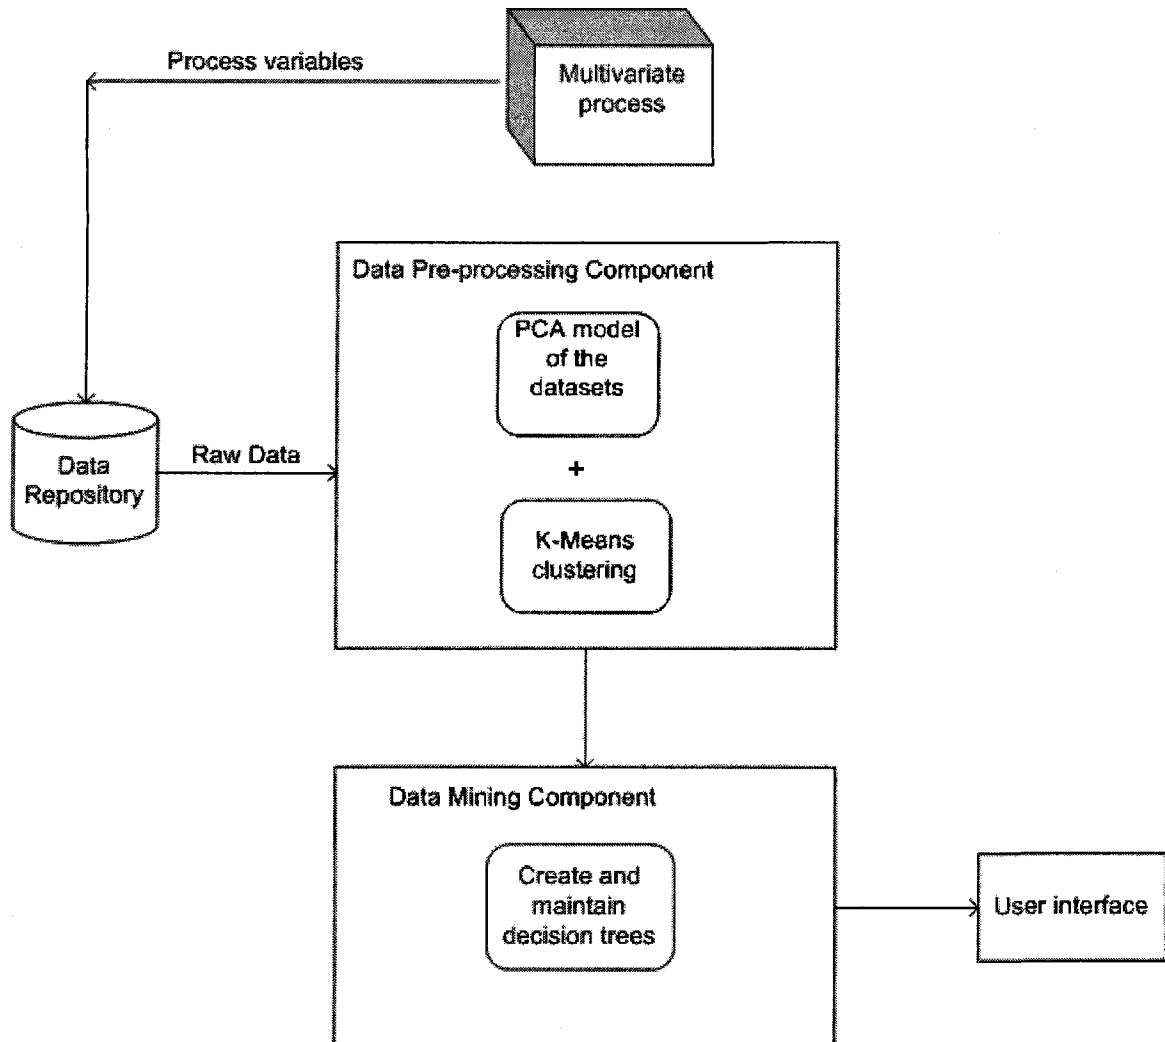 Process variables
Multivariate
process
Data Pre-processing Component
PCA model
of the
datasets
+
K-Means
clustering
Raw Data
Data
Repository
Data Mining Component
Create and
maintain
decision trees
User interface